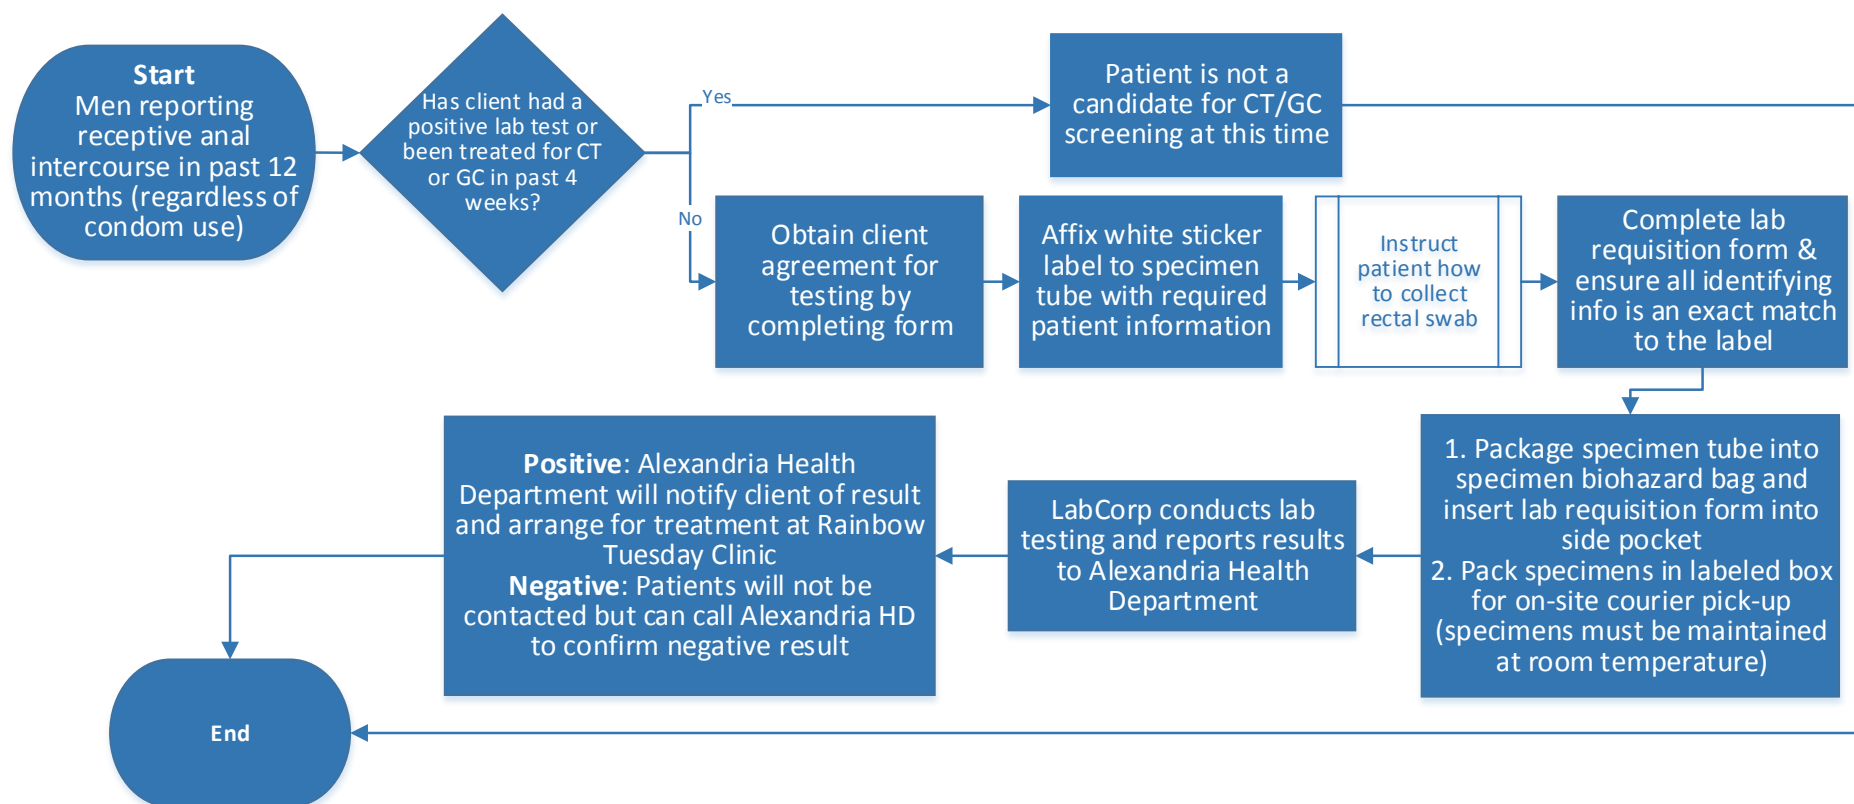 Start
Men reporting
receptive anal
intercourse in past 12
months (regardless of
condom use)
Has client had a
positive lab test or
been treated for CT
or GC in past 4
weeks?
Yes
Patient is not a
candidate for CT/GC
screening at this time
No
Obtain client
agreement for
testing by
completing form
Affix white sticker
label to specimen
tube with required
patient information
Instruct
patient how
to collect
rectal swab
Complete lab
requisition form &
ensure all identifying
info is an exact match
to the label
1. Package specimen tube into
specimen biohazard bag and
insert lab requisition form into
side pocket
2. Pack specimens in labeled box
for on-site courier pick-up
(specimens must be maintained
at room temperature)
LabCorp conducts lab
testing and reports results
to Alexandria Health
Department
Positive: Alexandria Health
Department will notify client of result
and arrange for treatment at Rainbow
Tuesday Clinic
Negative: Patients will not be
contacted but can call Alexandria HD
to confirm negative result
End